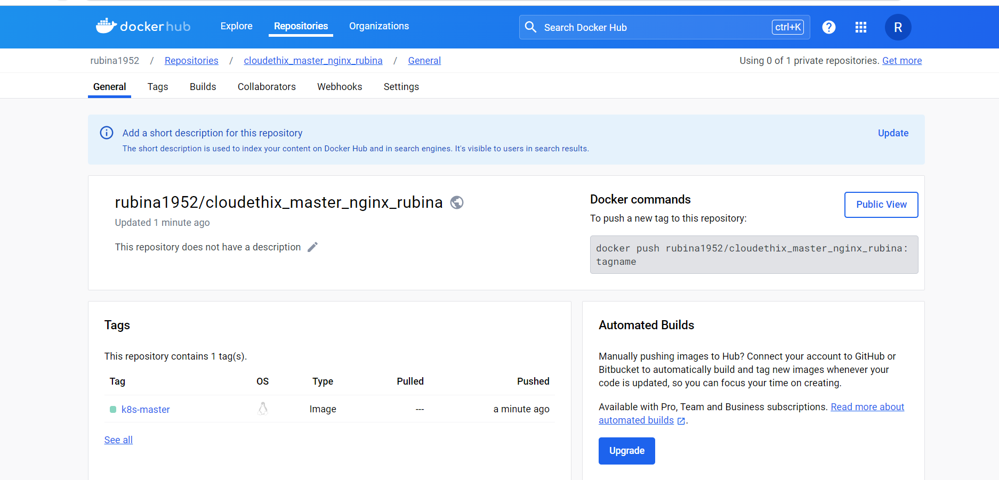 dockerhub Explore Repositories Organizations Search Docker Hub ctrl+K ? R
rubina1952 / Repositories / cloudethix_master_nginx_rubina / General Using 0 of 1 private repositories. Get more
General Tags Builds Collaborators Webhooks Settings
Add a short description for this repository Update
The short description is used to index your content on Docker Hub and in search engines. It's visible to users in search results.
rubina1952/cloudethix_master_nginx_rubina
Updated 1 minute ago
This repository does not have a description
Docker commands
Public View
To push a new tag to this repository:
docker push rubina1952/cloudethix_master_nginx_rubina:
tagname
Tags
This repository contains 1 tag(s).
Tag OS Type Pulled Pushed
k8s-master Image --- a minute ago
See all
Automated Builds
Manually pushing images to Hub? Connect your account to GitHub or
Bitbucket to automatically build and tag new images whenever your
code is updated, so you can focus your time on creating.
Available with Pro, Team and Business subscriptions. Read more about
automated builds .
Upgrade